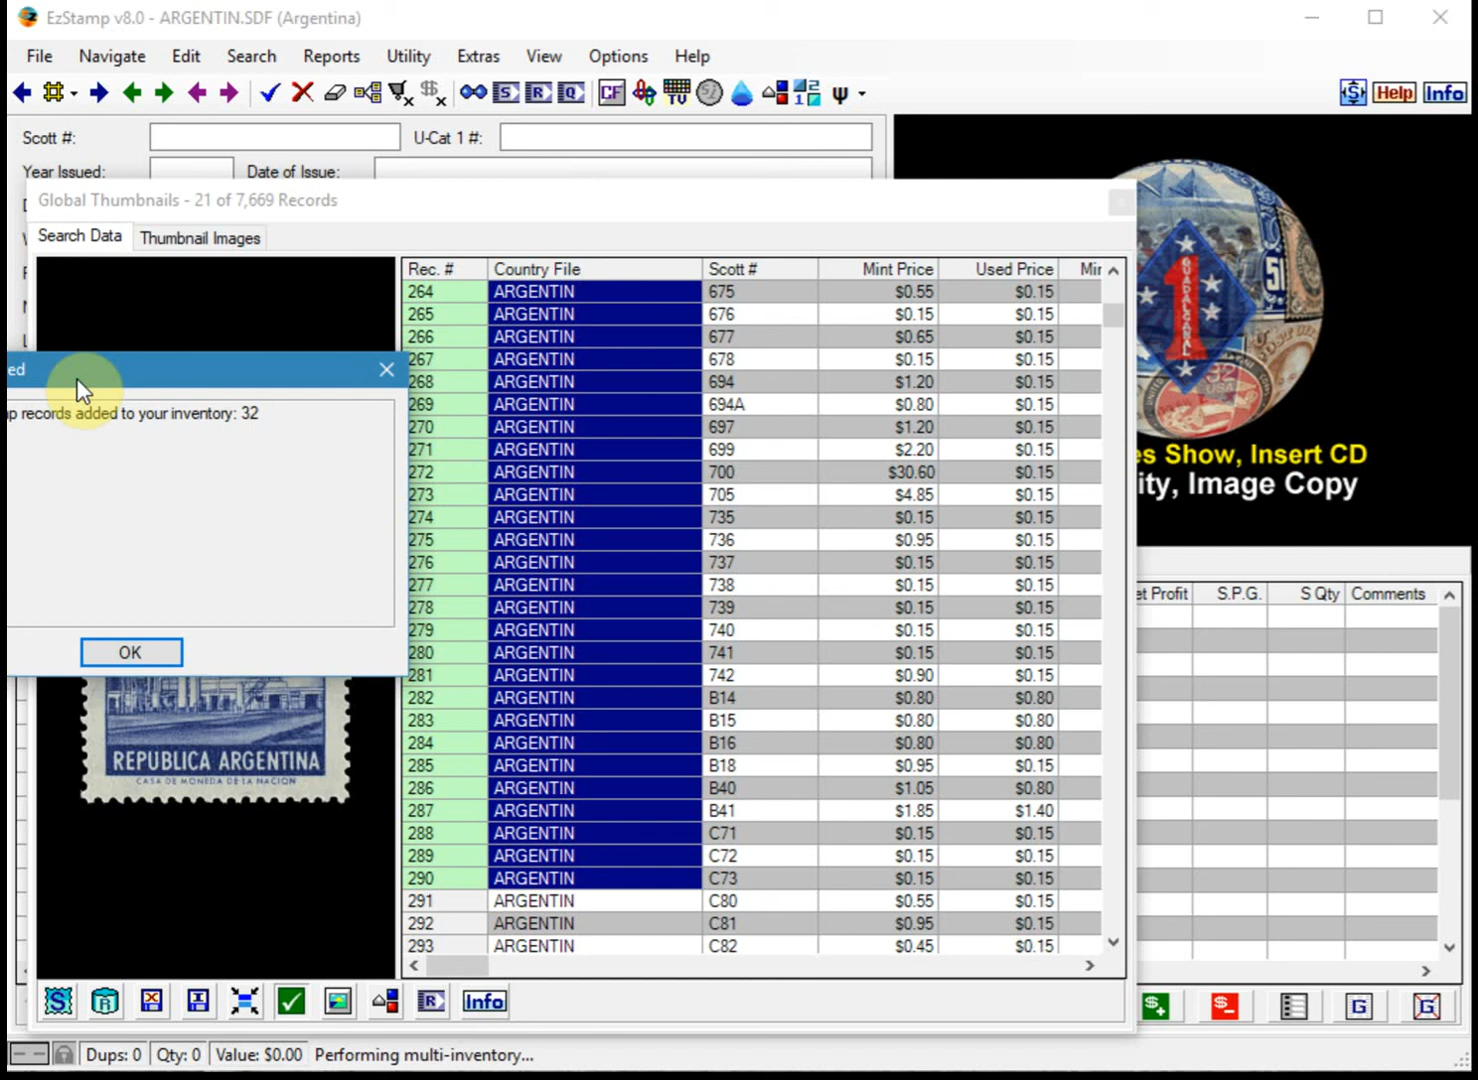 EzStamp v8.0 - ARGENTIN.SDF (Argentina)
File Navigate Edit Search Reports Utility Extras View Options Help
S R Q CF TV Help Info
Scott #: U-Cat 1 #:
Year Issued: Date of Issue:
Global Thumbnails - 21 of 7,669 Records
Search Data Thumbnail Images
Rec. # Country File Scott # Mint Price Used Price Mir
264 ARGENTIN 675 $0.55 $0.15
265 ARGENTIN 676 $0.15 $0.15
266 ARGENTIN 677 $0.65 $0.15
267 ARGENTIN 678 $0.15 $0.15
268 ARGENTIN 694 $1.20 $0.15
269 ARGENTIN 694A $0.80 $0.15
270 ARGENTIN 697 $1.20 $0.15
271 ARGENTIN 699 $2.20 $0.15
272 ARGENTIN 700 $30.60 $0.15
273 ARGENTIN 705 $4.85 $0.15
274 ARGENTIN 735 $0.15 $0.15
275 ARGENTIN 736 $0.95 $0.15
276 ARGENTIN 737 $0.15 $0.15
277 ARGENTIN 738 $0.15 $0.15
278 ARGENTIN 739 $0.15 $0.15
279 ARGENTIN 740 $0.15 $0.15
280 ARGENTIN 741 $0.15 $0.15
281 ARGENTIN 742 $0.90 $0.15
282 ARGENTIN B14 $0.80 $0.80
283 ARGENTIN B15 $0.80 $0.80
284 ARGENTIN B16 $0.80 $0.80
285 ARGENTIN B18 $0.95 $0.15
286 ARGENTIN B40 $1.05 $0.80
287 ARGENTIN B41 $1.85 $1.40
288 ARGENTIN C71 $0.15 $0.15
289 ARGENTIN C72 $0.15 $0.15
290 ARGENTIN C73 $0.15 $0.15
291 ARGENTIN C80 $0.55 $0.15
292 ARGENTIN C81 $0.95 $0.15
293 ARGENTIN C82 $0.45 $0.15
ed
p records added to your inventory: 32
OK
REPUBLICA ARGENTINA
CASA DE MONEDA DE LA NACION
S R R Info
1
GUADALCANAL
32
USA
es Show, Insert CD
ity, Image Copy
et Profit S.P.G. S Qty Comments
G G
Dups: 0 Qty: 0 Value: $0.00 Performing multi-inventory...